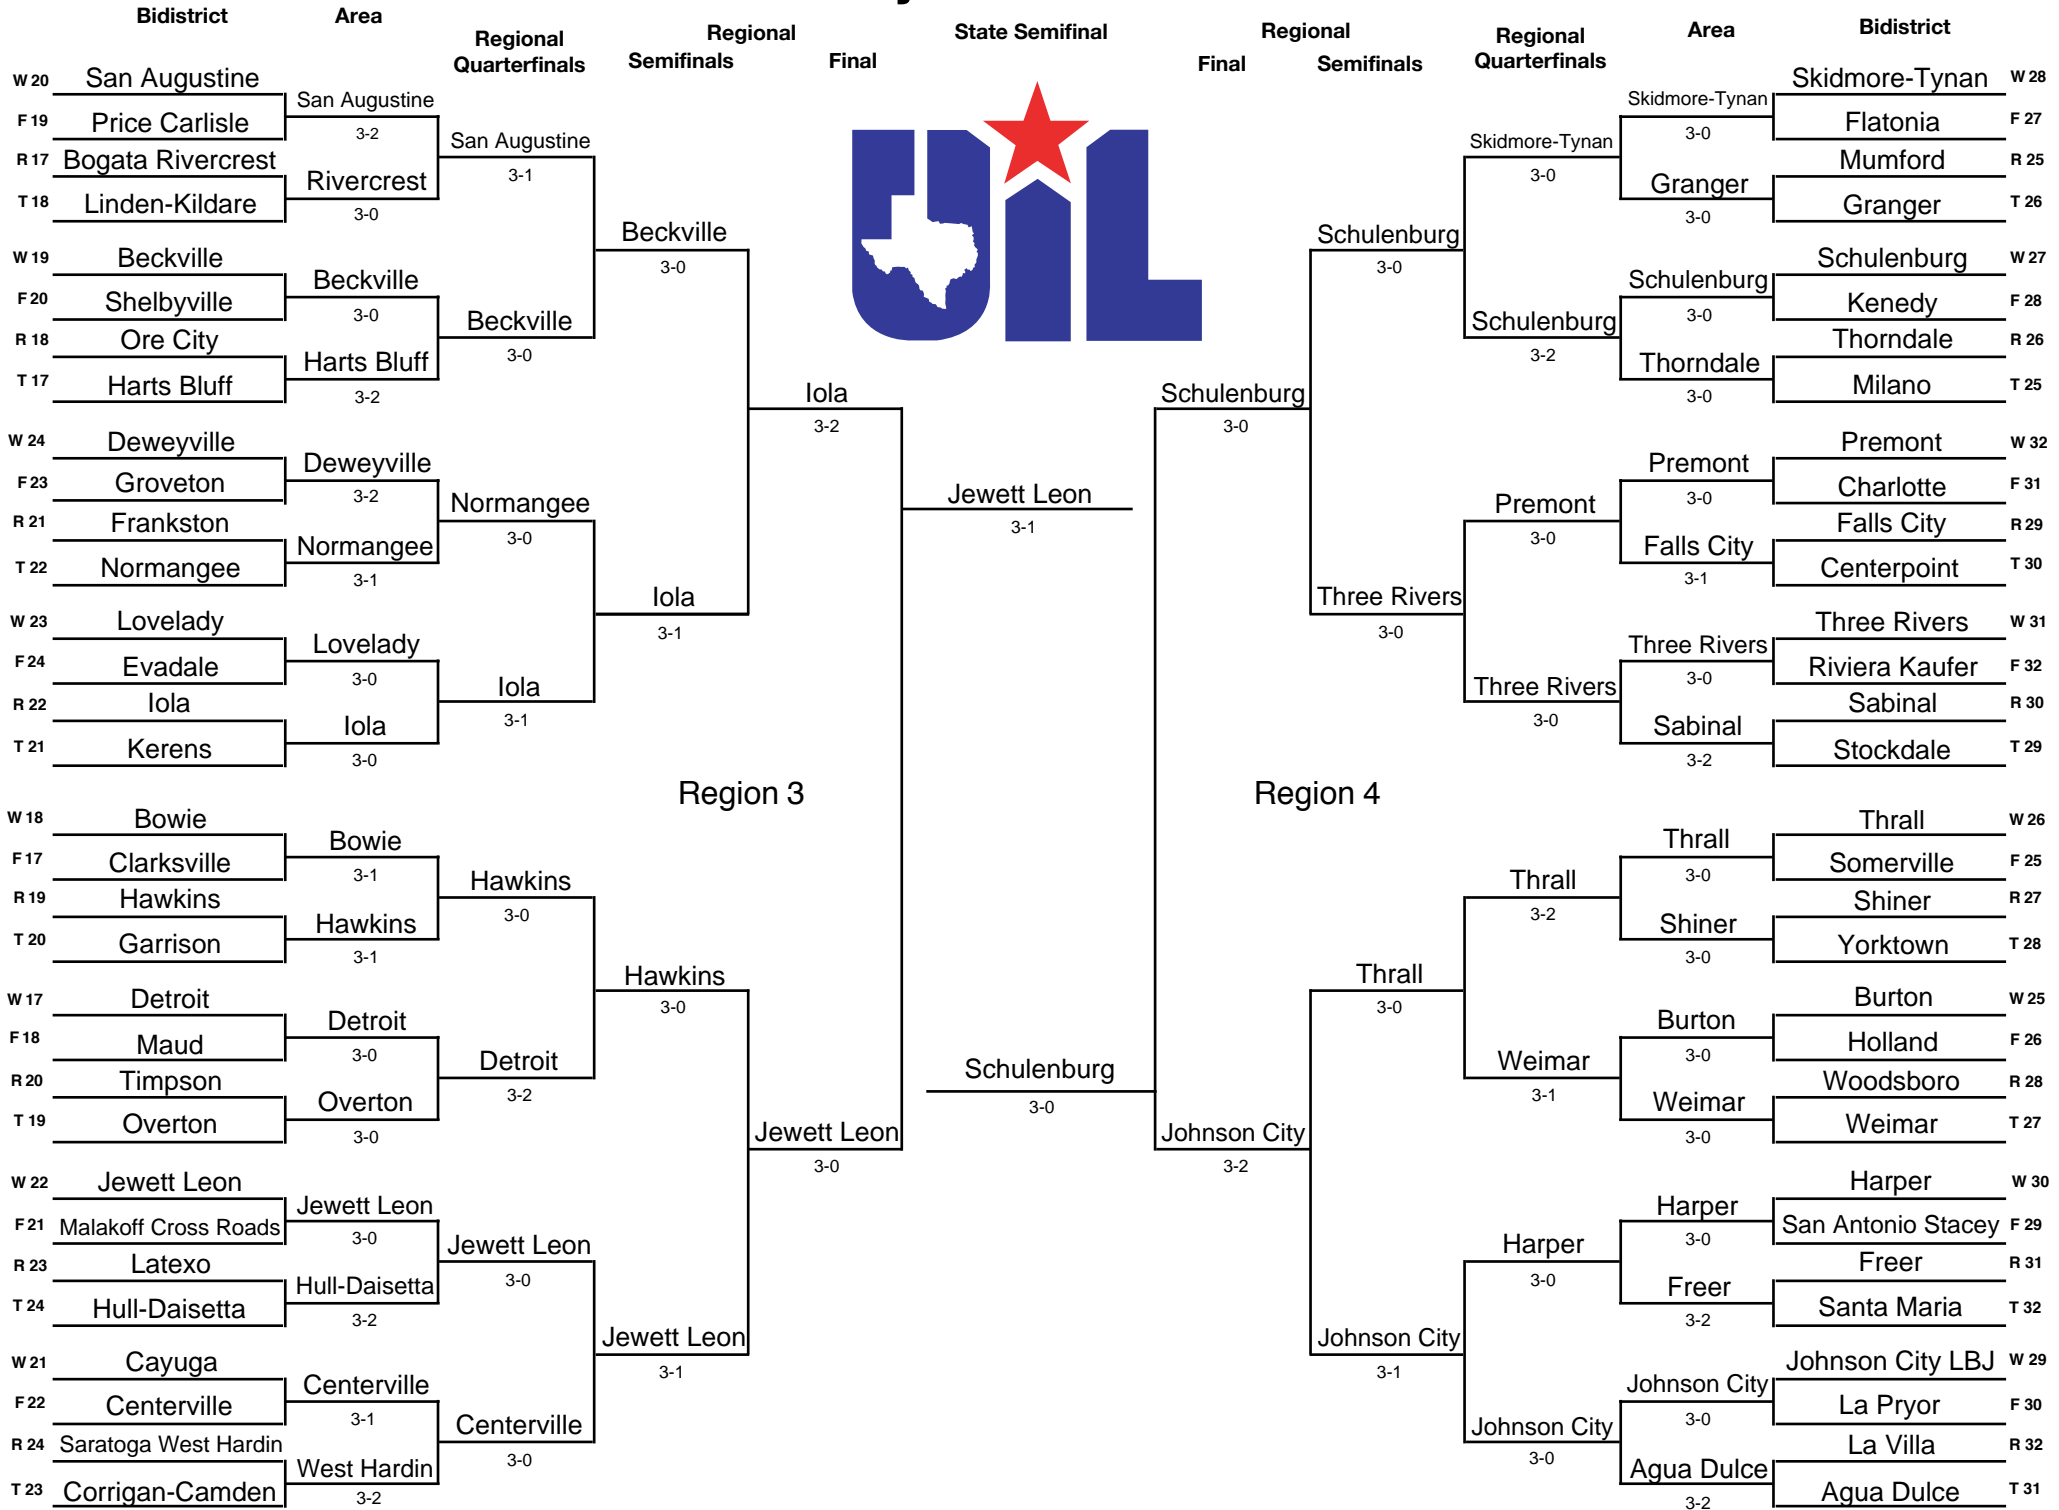 Bidistrict
Area
Regional
Quarterfinals
Regional
Semifinals
Final
State Semifinal
Regional
Final
Semifinals
Regional
Quarterfinals
Area
Bidistrict
UIL
W 20 San Augustine
F 19 Price Carlisle
R 17 Bogata Rivercrest
T 18 Linden-Kildare
W 19 Beckville
F 20 Shelbyville
R 18 Ore City
T 17 Harts Bluff
W 24 Deweyville
F 23 Groveton
R 21 Frankston
T 22 Normangee
W 23 Lovelady
F 24 Evadale
R 22 Iola
T 21 Kerens
W 18 Bowie
F 17 Clarksville
R 19 Hawkins
T 20 Garrison
W 17 Detroit
F 18 Maud
R 20 Timpson
T 19 Overton
W 22 Jewett Leon
F 21 Malakoff Cross Roads
R 23 Latexo
T 24 Hull-Daisetta
W 21 Cayuga
F 22 Centerville
R 24 Saratoga West Hardin
T 23 Corrigan-Camden
San Augustine
3-2
Rivercrest
3-0
Beckville
3-0
Harts Bluff
3-2
Deweyville
3-2
Normangee
3-1
Lovelady
3-0
Iola
3-0
Bowie
3-1
Hawkins
3-1
Detroit
3-0
Overton
3-0
Jewett Leon
3-0
Hull-Daisetta
3-2
Centerville
3-1
West Hardin
3-2
San Augustine
3-1
Beckville
3-0
Normangee
3-0
Iola
3-1
Hawkins
3-0
Detroit
3-2
Jewett Leon
3-0
Centerville
3-0
Beckville
3-0
Iola
3-1
Hawkins
3-0
Jewett Leon
3-1
Iola
3-2
Jewett Leon
3-0
Region 3
Jewett Leon
3-1
Schulenburg
3-0
Region 4
Schulenburg
3-0
Johnson City
3-2
Schulenburg
3-0
Three Rivers
3-0
Thrall
3-0
Johnson City
3-1
Skidmore-Tynan
3-0
Schulenburg
3-2
Premont
3-0
Three Rivers
3-0
Thrall
3-2
Weimar
3-1
Harper
3-0
Johnson City
3-0
Skidmore-Tynan
3-0
Granger
3-0
Schulenburg
3-0
Thorndale
3-0
Premont
3-0
Falls City
3-1
Three Rivers
3-0
Sabinal
3-2
Thrall
3-0
Shiner
3-0
Burton
3-0
Weimar
3-0
Harper
3-0
Freer
3-2
Johnson City
3-0
Agua Dulce
3-2
Skidmore-Tynan W 28
Flatonia F 27
Mumford R 25
Granger T 26
Schulenburg W 27
Kenedy F 28
Thorndale R 26
Milano T 25
Premont W 32
Charlotte F 31
Falls City R 29
Centerpoint T 30
Three Rivers W 31
Riviera Kaufer F 32
Sabinal R 30
Stockdale T 29
Thrall W 26
Somerville F 25
Shiner R 27
Yorktown T 28
Burton W 25
Holland F 26
Woodsboro R 28
Weimar T 27
Harper W 30
San Antonio Stacey F 29
Freer R 31
Santa Maria T 32
Johnson City LBJ W 29
La Pryor F 30
La Villa R 32
Agua Dulce T 31